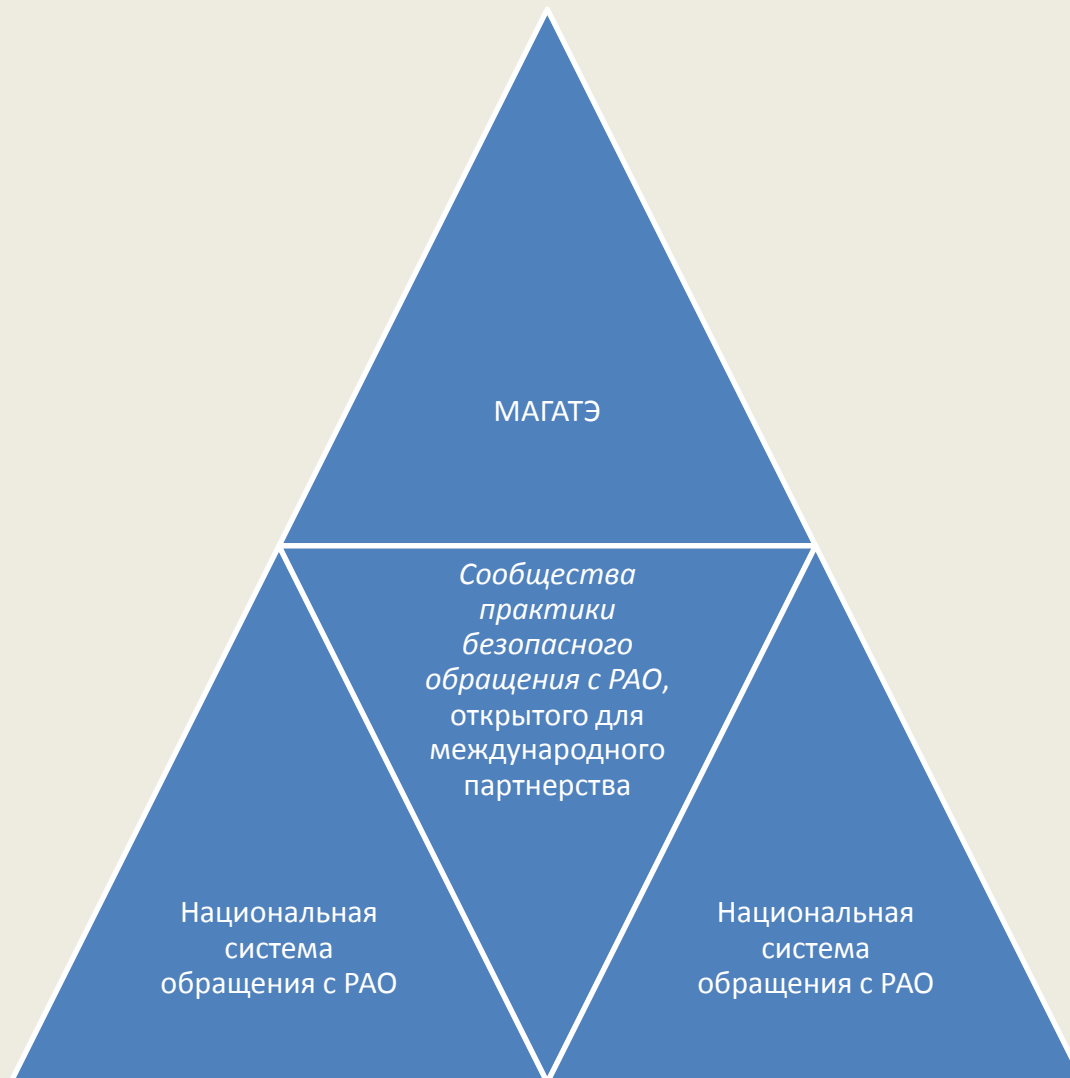 МАГАТЭ
Сообщества
практики
безопасного
обращения с РАО,
открытого для
международного
партнерства
Национальная
система
обращения с РАО
Национальная
система
обращения с РАО